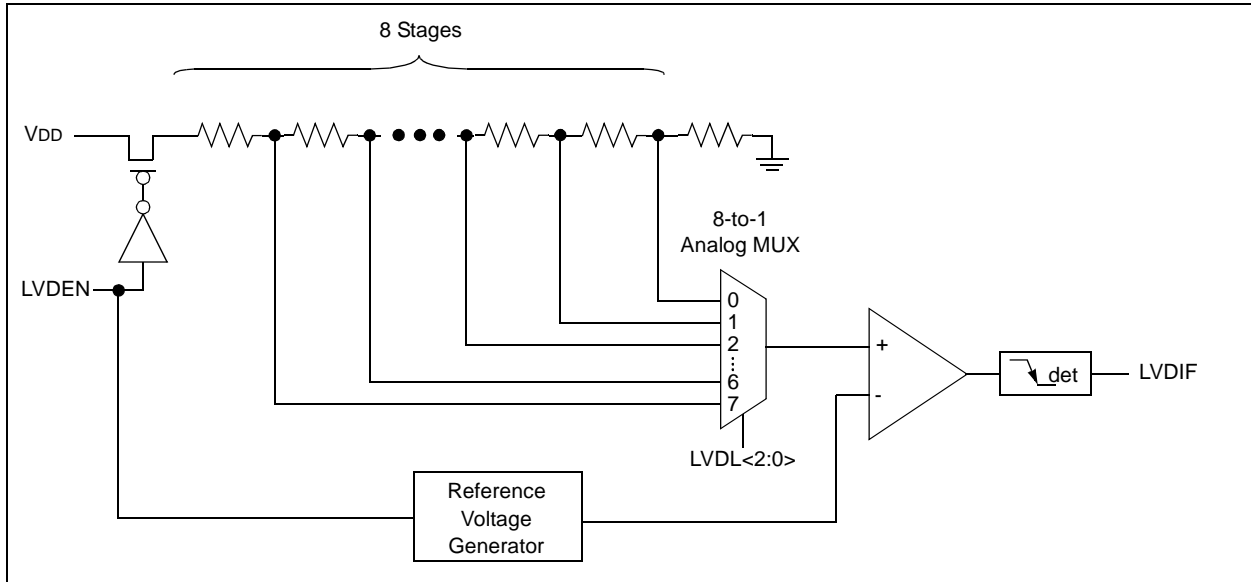 8 Stages
VDD
8-to-1
Analog MUX
LVDEN
0
1
2
6
7
+
-
det
LVDIF
LVDL<2:0>
Reference
Voltage
Generator